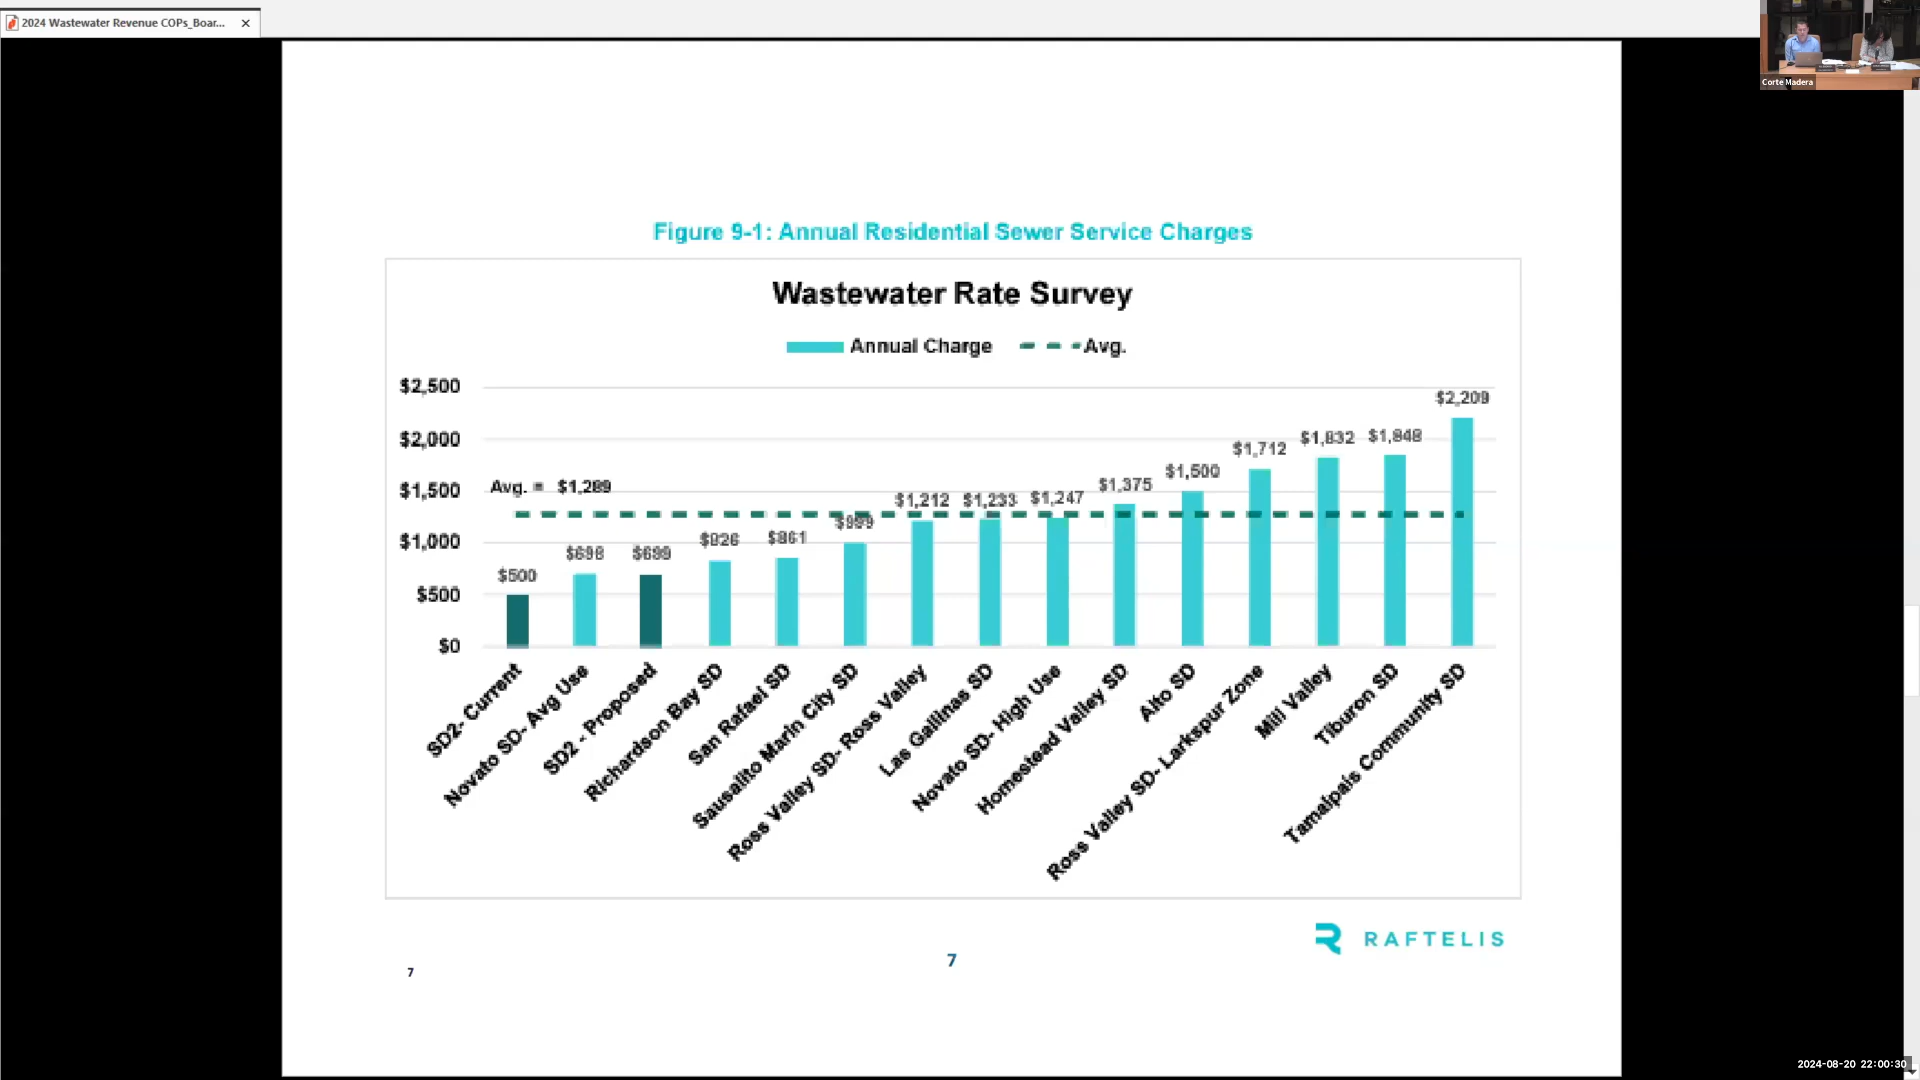 2024 Wastewater Revenue COPs_Boar...
Corte Madera
Figure 9-1: Annual Residential Sewer Service Charges
Wastewater Rate Survey
Annual Charge Avg.
$2,500
$2,000
$1,500
$1,000
$500
$0
Avg. = $1,289
$500
$698
$699
$826
$861
$999
$1,212
$1,233
$1,247
$1,375
$1,500
$1,712
$1,832
$1,848
$2,209
SD2- Current
Novato SD- Avg Use
SD2 - Proposed
Richardson Bay SD
San Rafael SD
Sausalito Marin City SD
Ross Valley SD- Ross Valley
Las Gallinas SD
Novato SD- High Use
Homestead Valley SD
Alto SD
Ross Valley SD- Larkspur Zone
Mill Valley
Tiburon SD
Tamalpais Community SD
RAFTELIS
7
7
2024-08-20 22:00:30